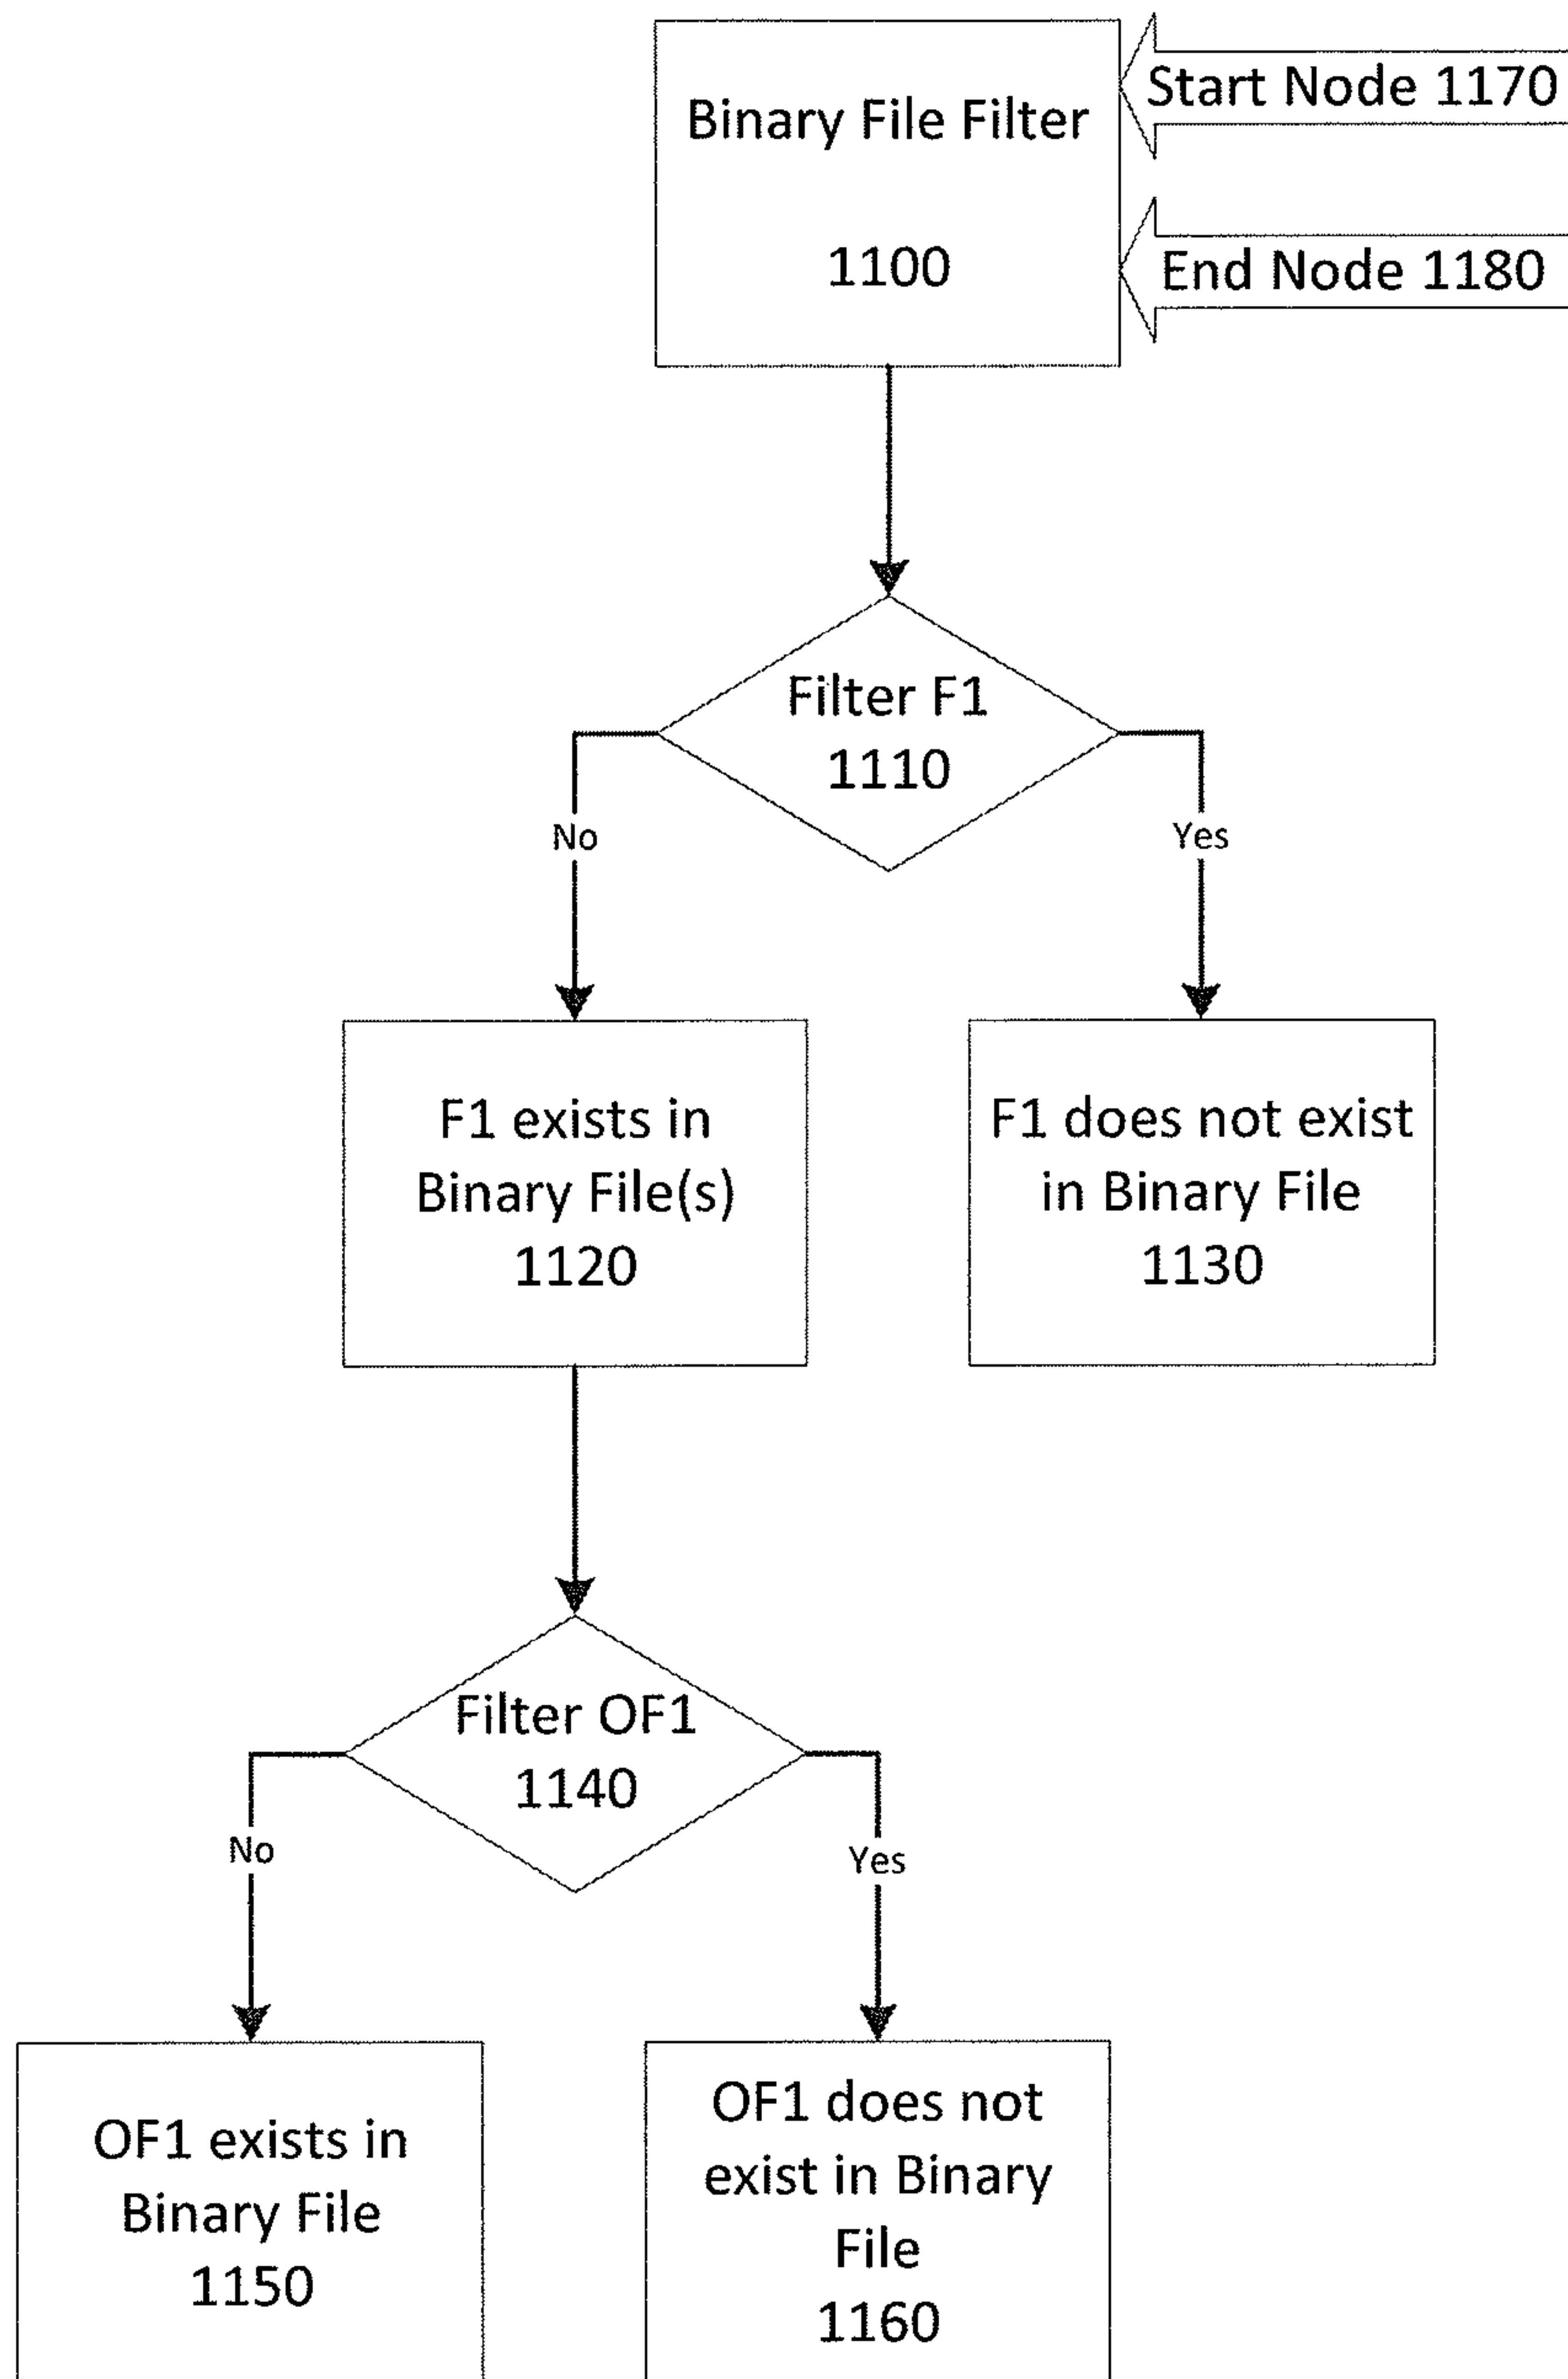 Binary File Filter
1100
Start Node 1170
End Node 1180
Filter F1
1110
No
Yes
F1 exists in
Binary File(s)
1120
F1 does not exist
in Binary File
1130
Filter OF1
1140
No
Yes
OF1 exists in
Binary File
1150
OF1 does not
exist in Binary
File
1160